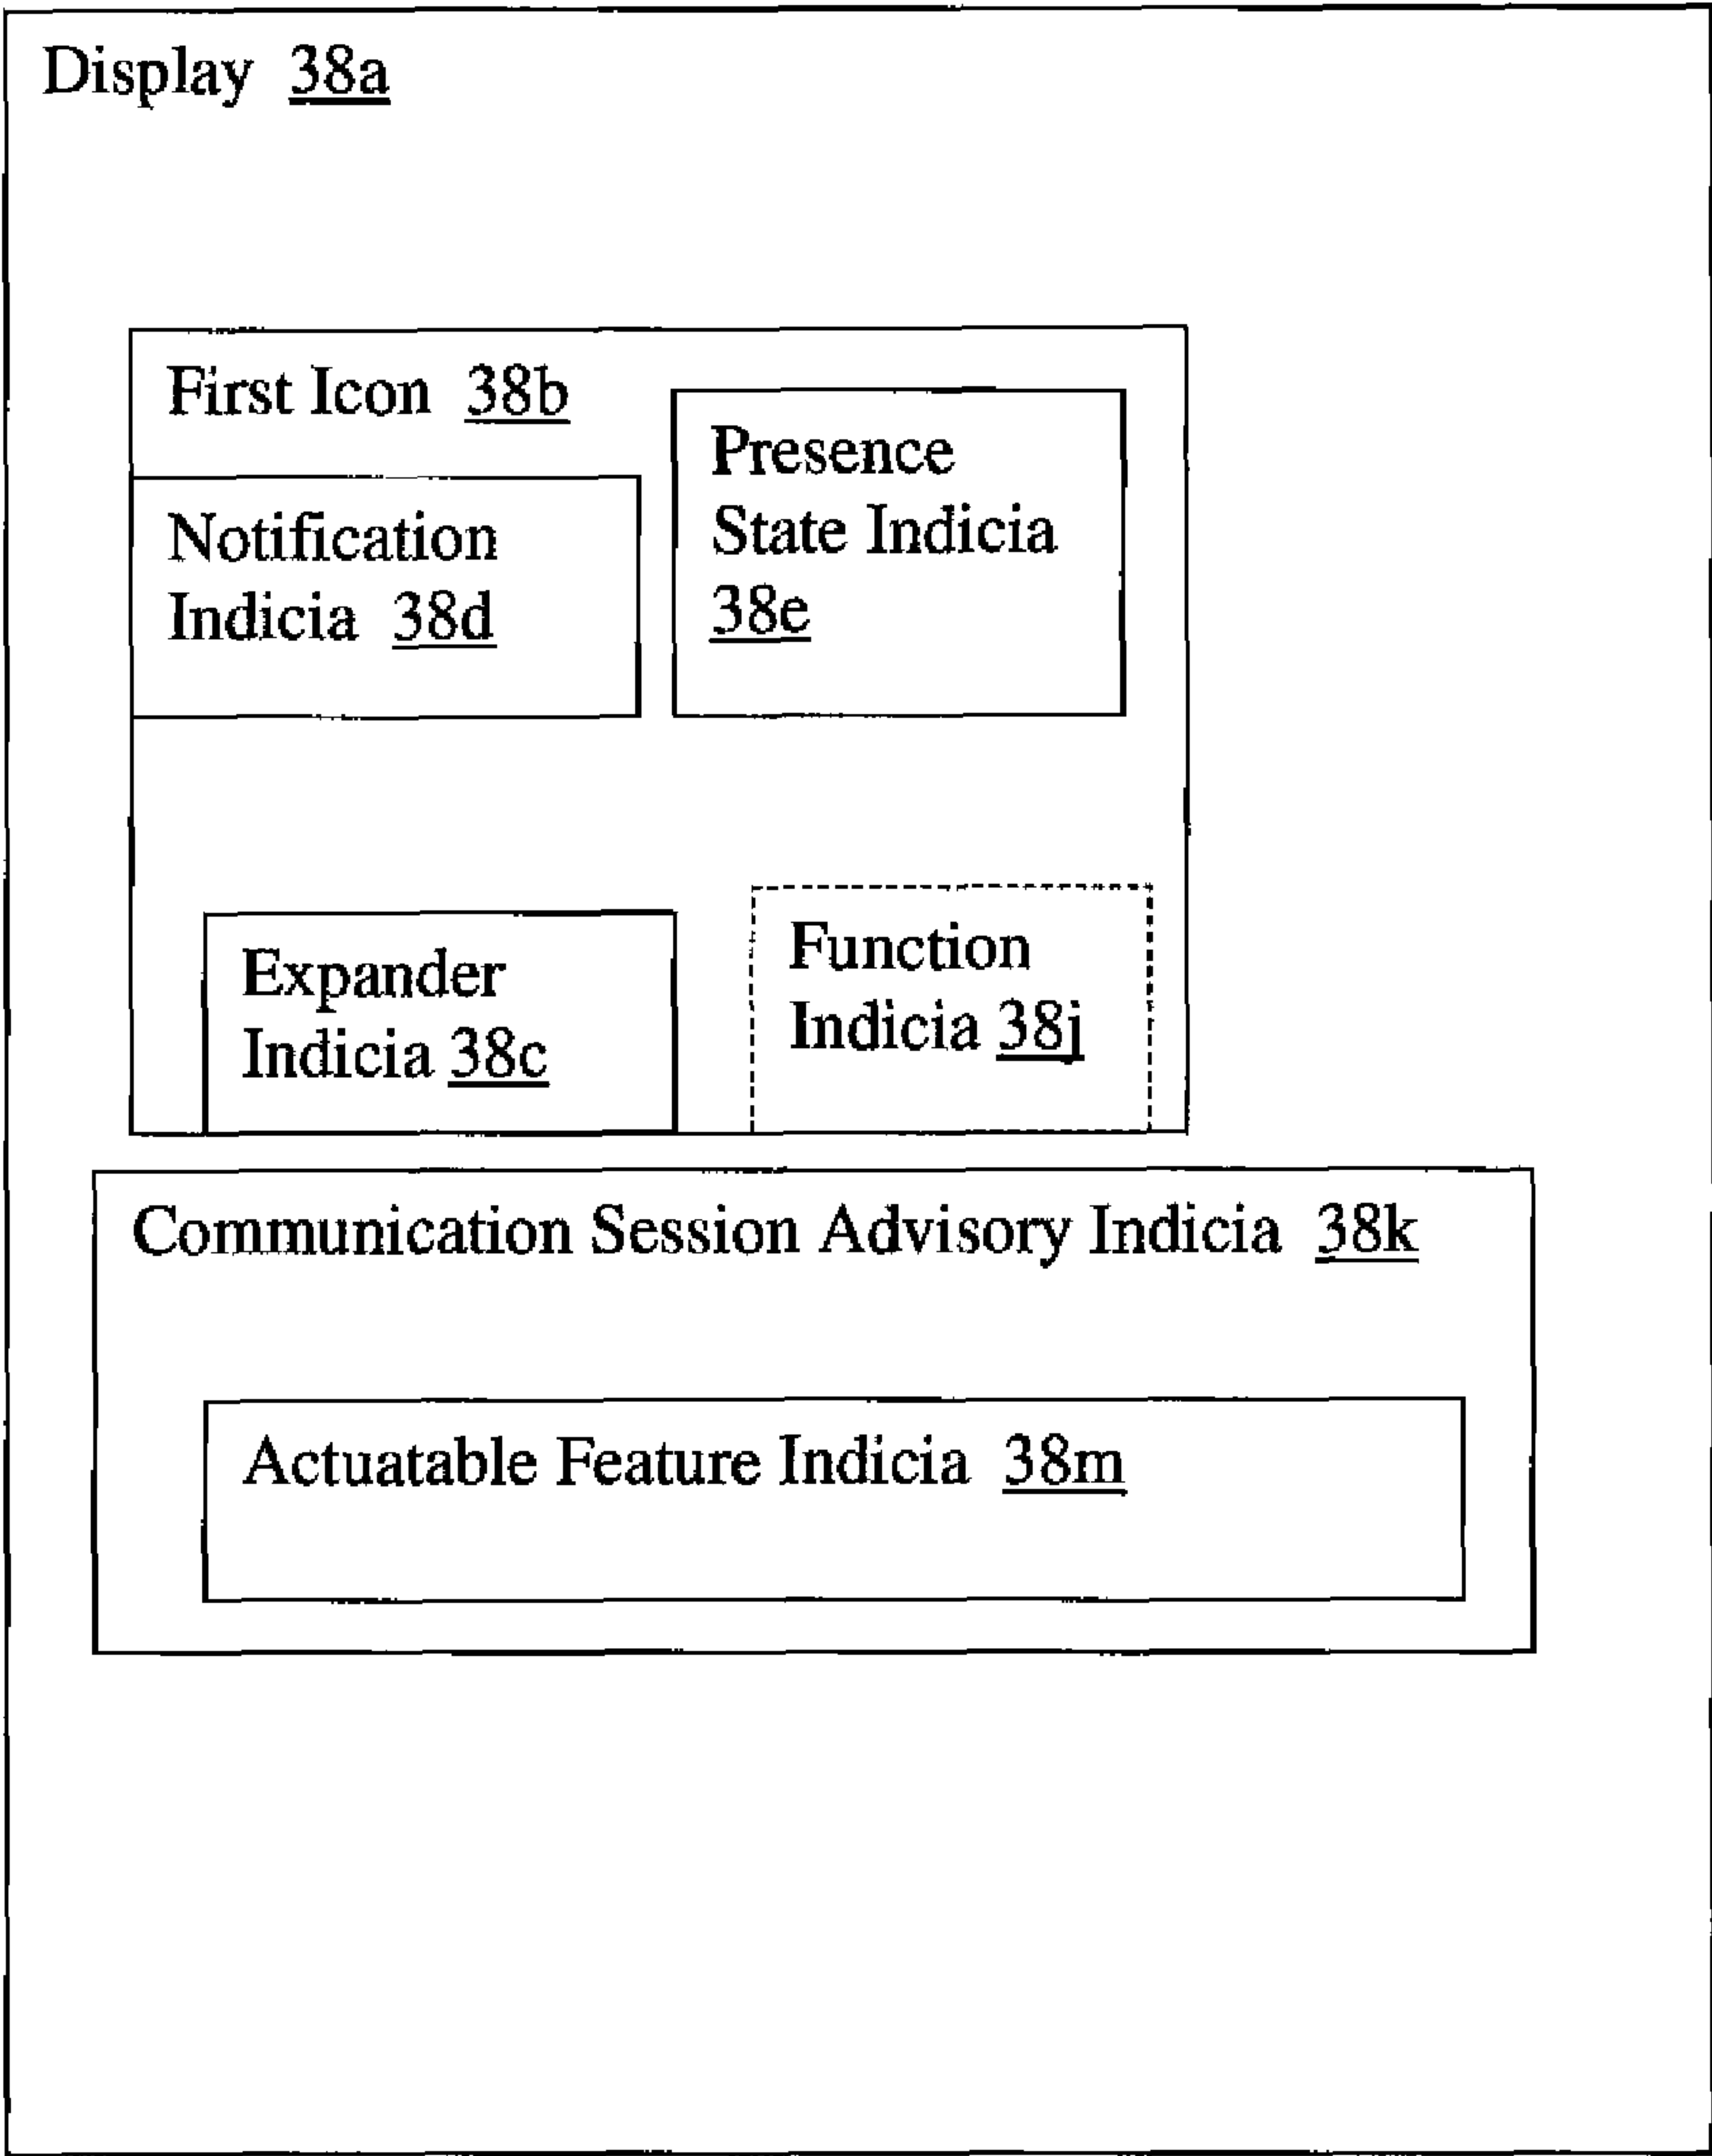 Display 38a
First Icon 38b
Notification
Indicia 38d
Presence
State Indicia
38e
Expander
Indicia 38c
Function
Indicia 38j
Communication Session Advisory Indicia 38k
Actuatable Feature Indicia 38m